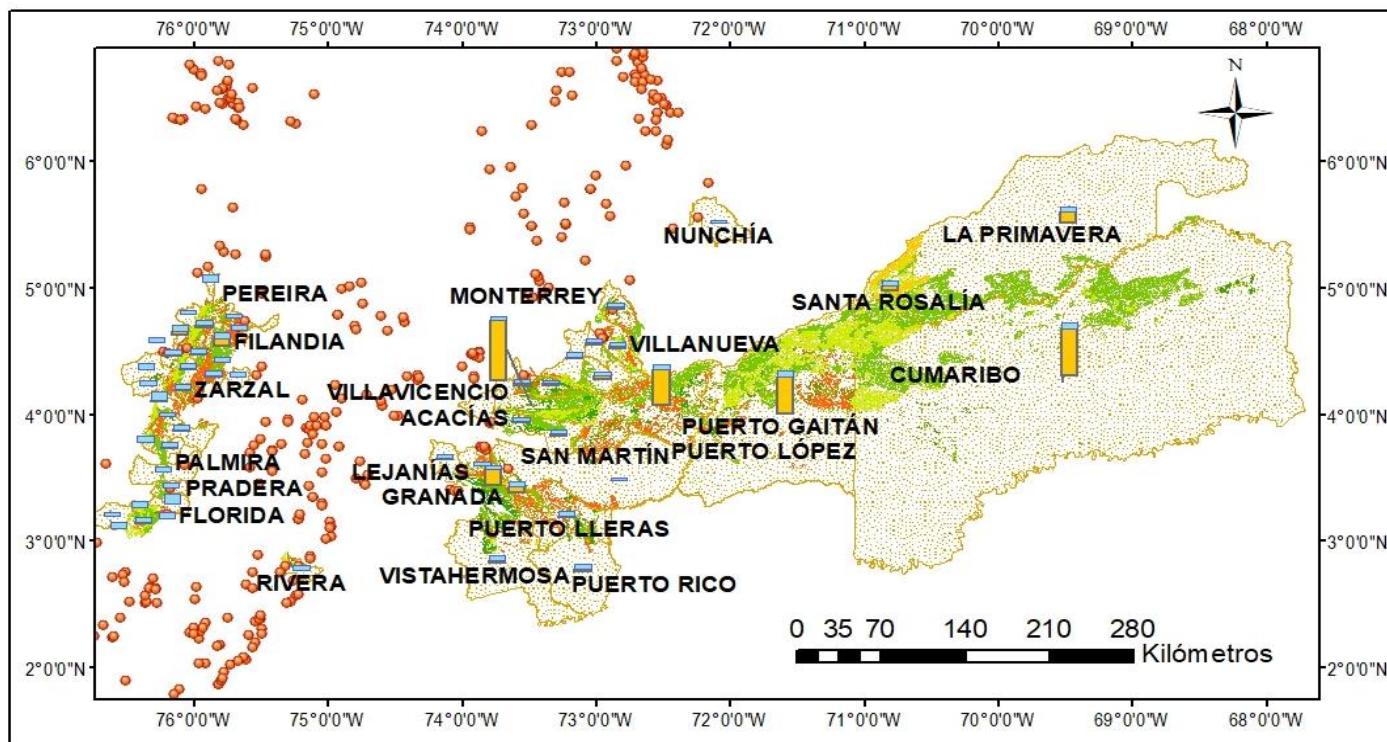 76°0'0"W 75°0'0"W 74°0'0"W 73°0'0"W 72°0'0"W 71°0'0"W 70°0'0"W 69°0'0"W 68°0'0"W
N
6°0'0"N 6°0'0"N
NUNCHÍA LA PRIMAVERA
5°0'0"N PEREIRA MONTERREY SANTA ROSALÍA 5°0'0"N
FILANDIA VILLANUEVA
ZARZAL VILLAVICENCIO CUMARIBO
4°0'0"N ACACÍAS PUERTO GAITÁN 4°0'0"N
PALMIRA LEJANÍAS SAN MARTÍN PUERTO LÓPEZ
PRADERA GRANADA
FLORIDA PUERTO LLERAS
3°0'0"N 3°0'0"N
RIVERA VISTAHERMOSA PUERTO RICO
0 35 70 140 210 280
Kilómetros
2°0'0"N 2°0'0"N
76°0'0"W 75°0'0"W 74°0'0"W 73°0'0"W 72°0'0"W 71°0'0"W 70°0'0"W 69°0'0"W 68°0'0"W